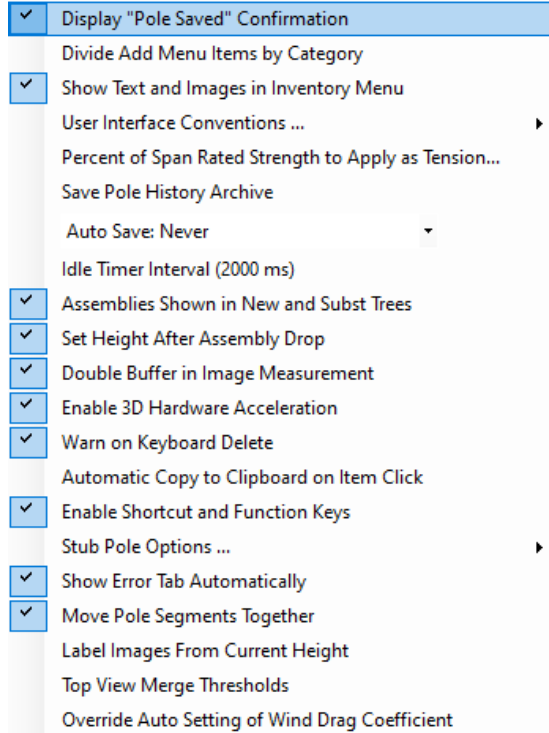 Display "Pole Saved" Confirmation
Divide Add Menu Items by Category
Show Text and Images in Inventory Menu
User Interface Conventions ...
Percent of Span Rated Strength to Apply as Tension...
Save Pole History Archive
Auto Save: Never
Idle Timer Interval (2000 ms)
Assemblies Shown in New and Subst Trees
Set Height After Assembly Drop
Double Buffer in Image Measurement
Enable 3D Hardware Acceleration
Warn on Keyboard Delete
Automatic Copy to Clipboard on Item Click
Enable Shortcut and Function Keys
Stub Pole Options ...
Show Error Tab Automatically
Move Pole Segments Together
Label Images From Current Height
Top View Merge Thresholds
Override Auto Setting of Wind Drag Coefficient